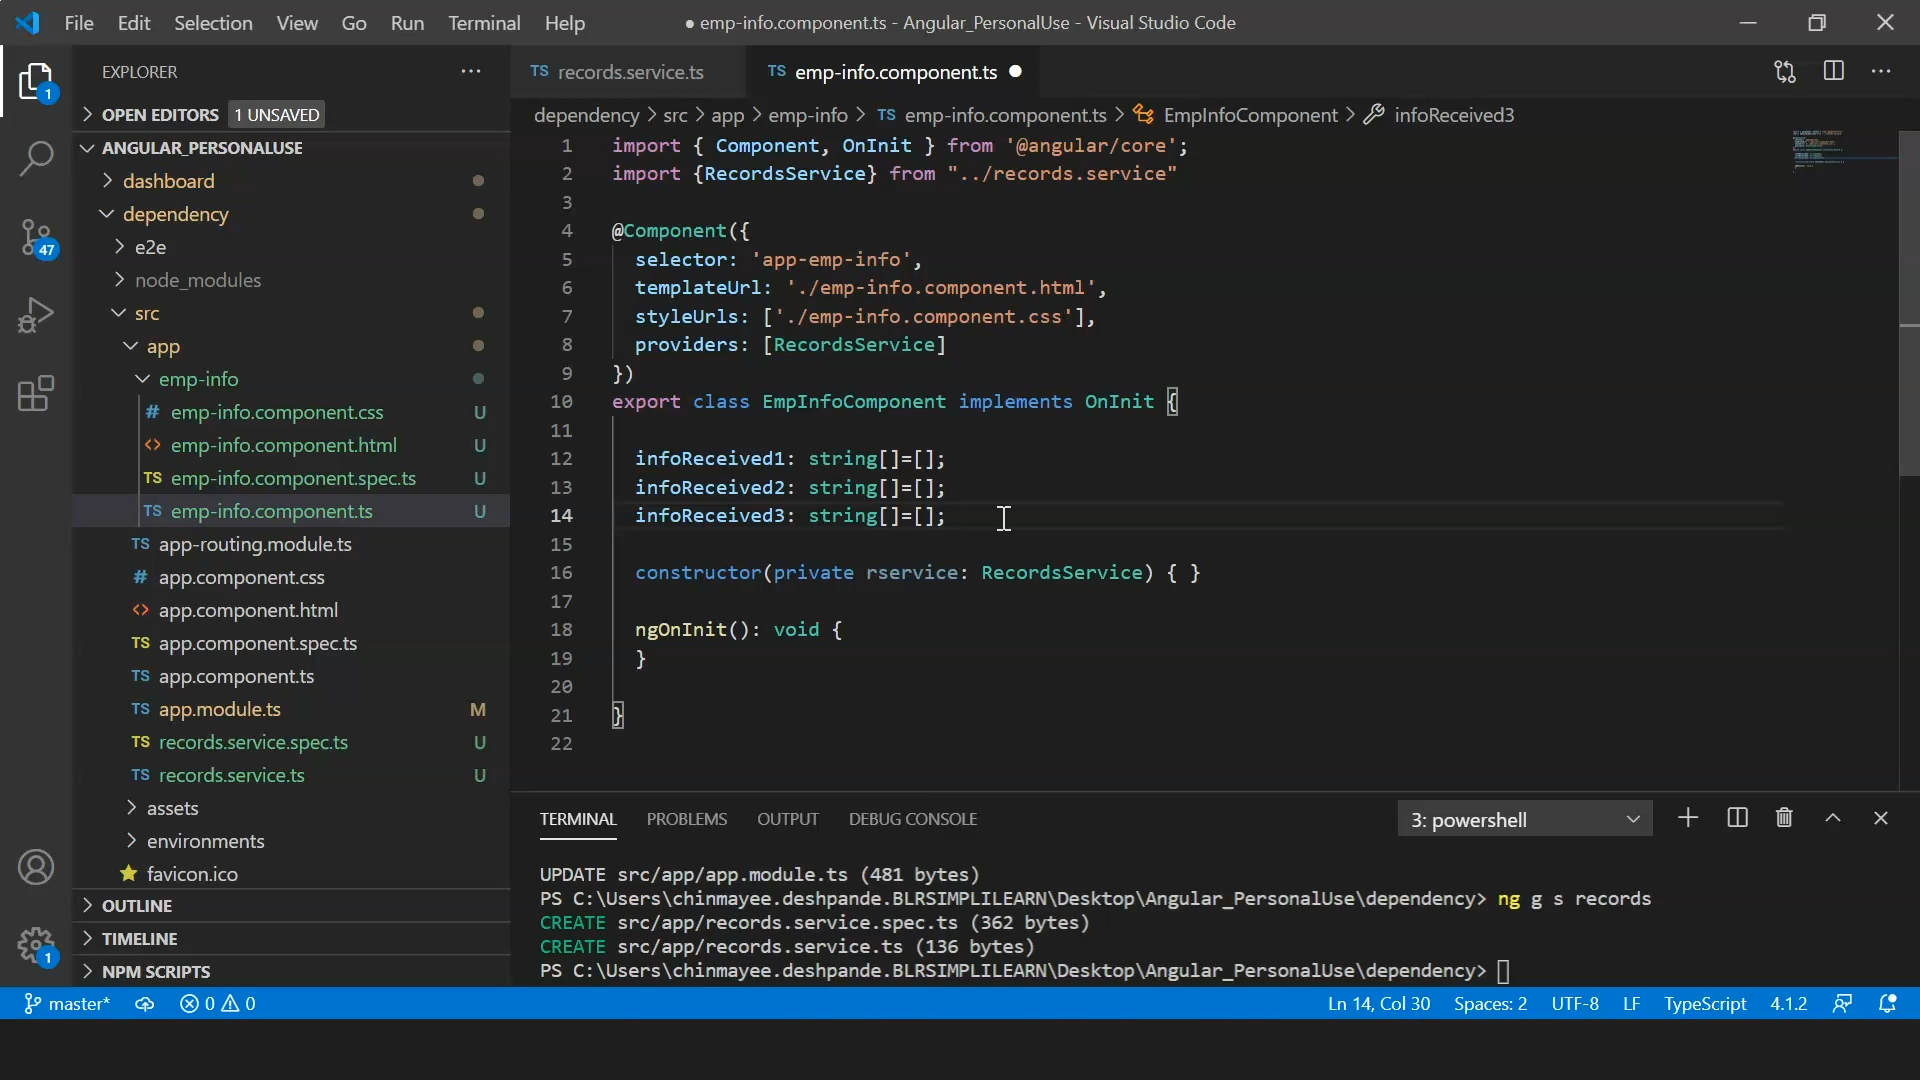 File Edit Selection View Go Run Terminal Help ● emp-info.component.ts - Angular_PersonalUse - Visual Studio Code
EXPLORER
OPEN EDITORS 1 UNSAVED
ANGULAR_PERSONALUSE
dashboard
dependency
e2e
node_modules
src
app
emp-info
# emp-info.component.css U
<> emp-info.component.html U
TS emp-info.component.spec.ts U
TS emp-info.component.ts U
TS app-routing.module.ts
# app.component.css
<> app.component.html
TS app.component.spec.ts
TS app.component.ts
TS app.module.ts M
TS records.service.spec.ts U
TS records.service.ts U
assets
environments
favicon.ico
OUTLINE
TIMELINE
NPM SCRIPTS
1
47
1
TS records.service.ts TS emp-info.component.ts
dependency > src > app > emp-info > TS emp-info.component.ts > EmpInfoComponent > infoReceived3
1 import { Component, OnInit } from '@angular/core';
2 import {RecordsService} from "../records.service"
3
4 @Component({
5 selector: 'app-emp-info',
6 templateUrl: './emp-info.component.html',
7 styleUrls: ['./emp-info.component.css'],
8 providers: [RecordsService]
9 })
10 export class EmpInfoComponent implements OnInit {
11
12 infoReceived1: string[]=[];
13 infoReceived2: string[]=[];
14 infoReceived3: string[]=[];
15
16 constructor(private rservice: RecordsService) { }
17
18 ngOnInit(): void {
19 }
20
21 }
22
TERMINAL PROBLEMS OUTPUT DEBUG CONSOLE 3: powershell
UPDATE src/app/app.module.ts (481 bytes)
PS C:\Users\chinmayee.deshpande.BLRSIMPLILEARN\Desktop\Angular_PersonalUse\dependency> ng g s records
CREATE src/app/records.service.spec.ts (362 bytes)
CREATE src/app/records.service.ts (136 bytes)
PS C:\Users\chinmayee.deshpande.BLRSIMPLILEARN\Desktop\Angular_PersonalUse\dependency>
master* 0 0 Ln 14, Col 30 Spaces: 2 UTF-8 LF TypeScript 4.1.2